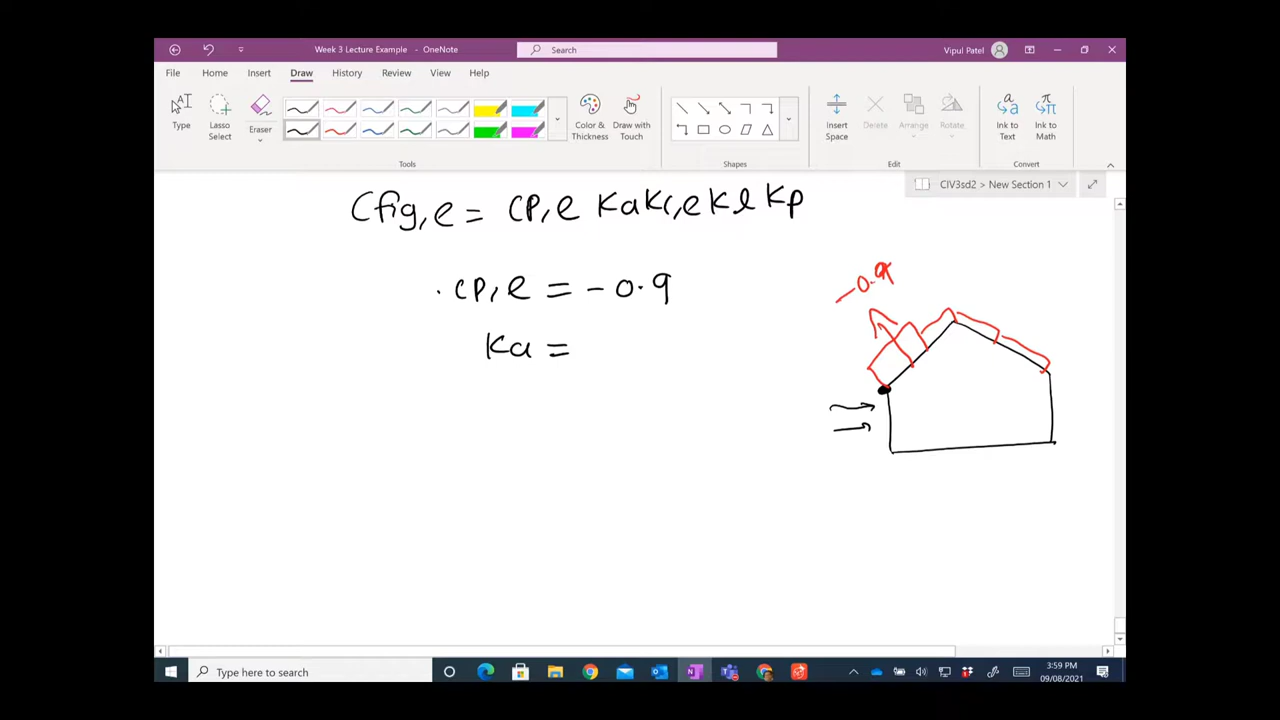 Week 3 Lecture Example - OneNote
Search
Vipul Patel
File Home Insert Draw History Review View Help
Type
Lasso Select
Eraser
Color & Thickness
Draw with Touch
Insert Space
Delete
Arrange
Rotate
Ink to Text
Ink to Math
Tools
Shapes
Edit
Convert
CIV3sd2 > New Section 1
Cfig,e = CP,e Ka Kc,e Kl Kp
CP,e = -0.9
Ka =
-0.9
Type here to search
3:59 PM
09/08/2021